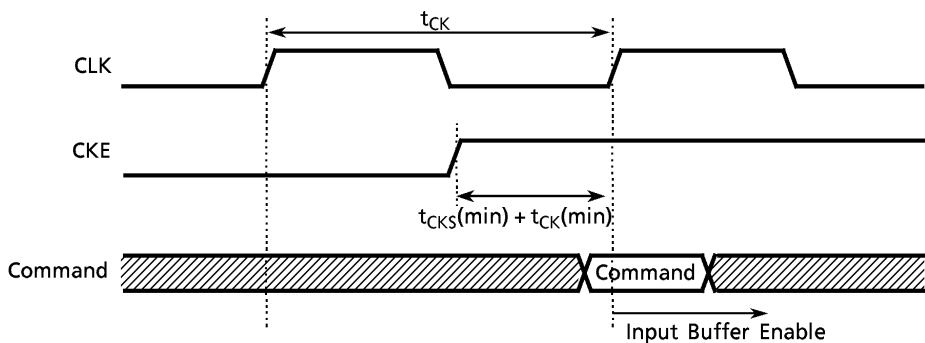 tCK
CLK
CKE
tCKS(min) + tCK(min)
Command
Command
Input Buffer Enable